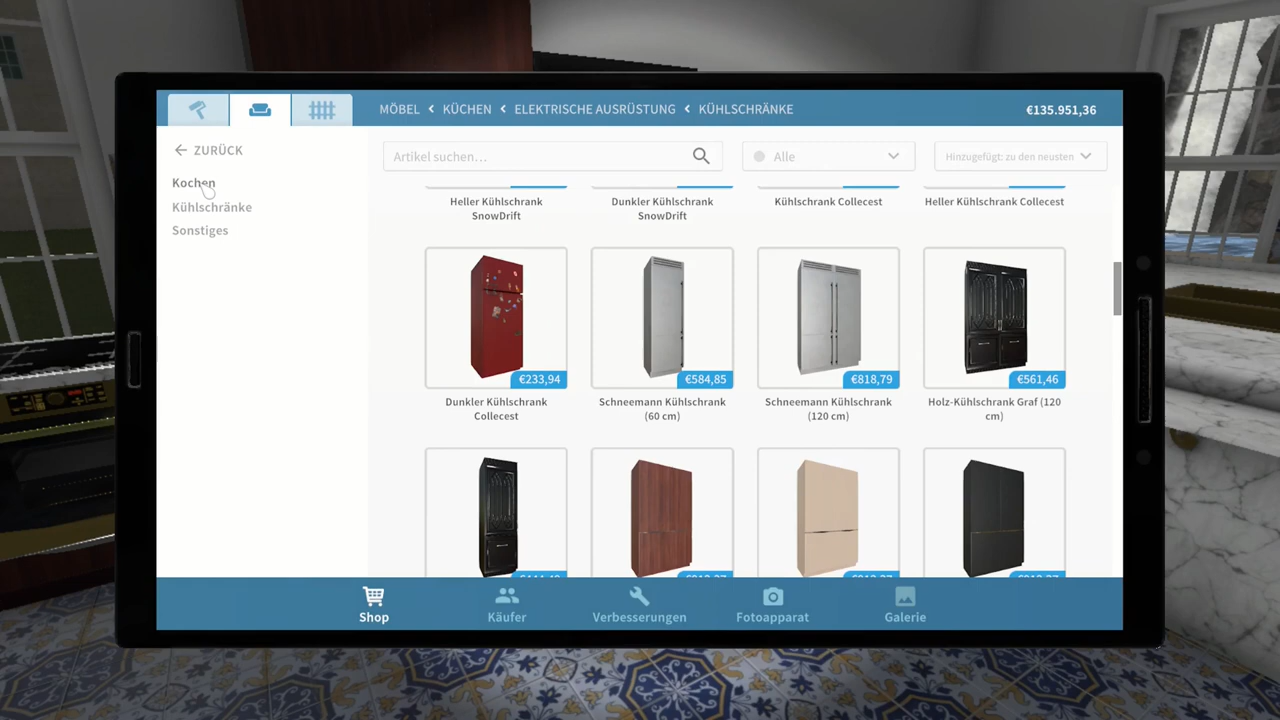 MÖBEL < KÜCHEN < ELEKTRISCHE AUSRÜSTUNG < KÜHLSCHRÄNKE
€135.951,36
ZURÜCK
Kochen
Kühlschränke
Sonstiges
Artikel suchen...
Alle
Hinzugefügt: zu den neusten
Heller Kühlschrank
SnowDrift
Dunkler Kühlschrank
SnowDrift
Kühlschrank Collecest
Heller Kühlschrank Collecest
€233,94
€584,85
€818,79
€561,46
Dunkler Kühlschrank
Collecest
Schneemann Kühlschrank
(60 cm)
Schneemann Kühlschrank
(120 cm)
Holz-Kühlschrank Graf (120
cm)
Shop
Käufer
Verbesserungen
Fotoapparat
Galerie